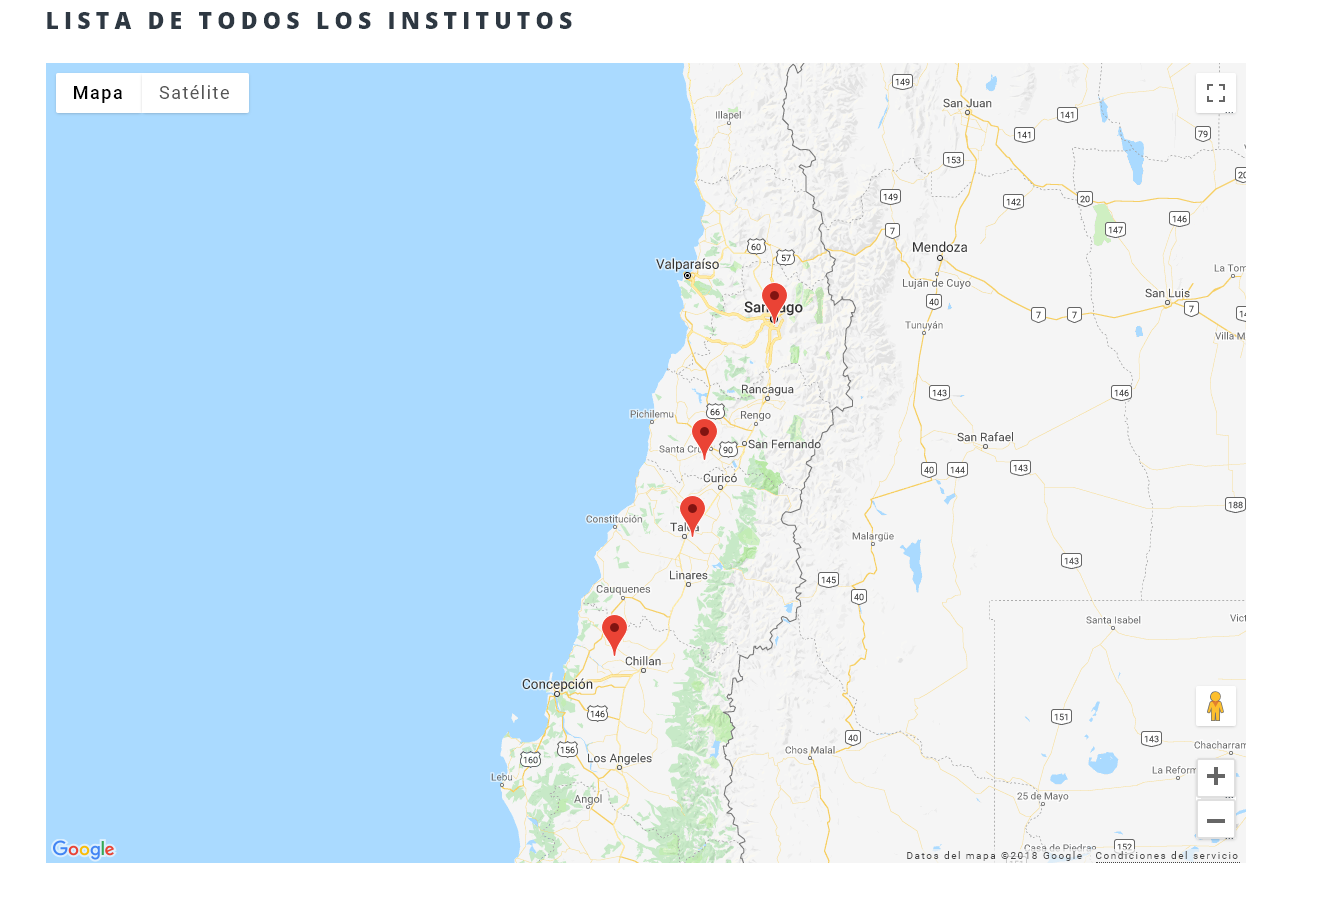 LISTA DE TODOS LOS INSTITUTOS
Mapa Satélite
149
San Juan
Illapel
141
141
79
153
20
149
142
20
146
147
7
60
57
Mendoza
Valparaíso
La Tom
Luján de Cuyo
San Luis
40
7
7
7
Santiago
Tunuyán
Villa M
Rancagua
143
146
Pichilemu
66
Rengo
San Rafael
Santa Cruz
90
San Fernando
40
144
143
Curicó
188
Constitución
Talca
Malargüe
143
Linares
145
Cauquenes
40
Santa Isabel
Vict
Chillan
Concepción
146
151
40
143
156
Chos Malal
Chacharram
160
Los Angeles
Lebu
La Reform
Angol
25 de Mayo
Casa de Piedra
152
Google
Datos del mapa ©2018 Google Condiciones del servicio